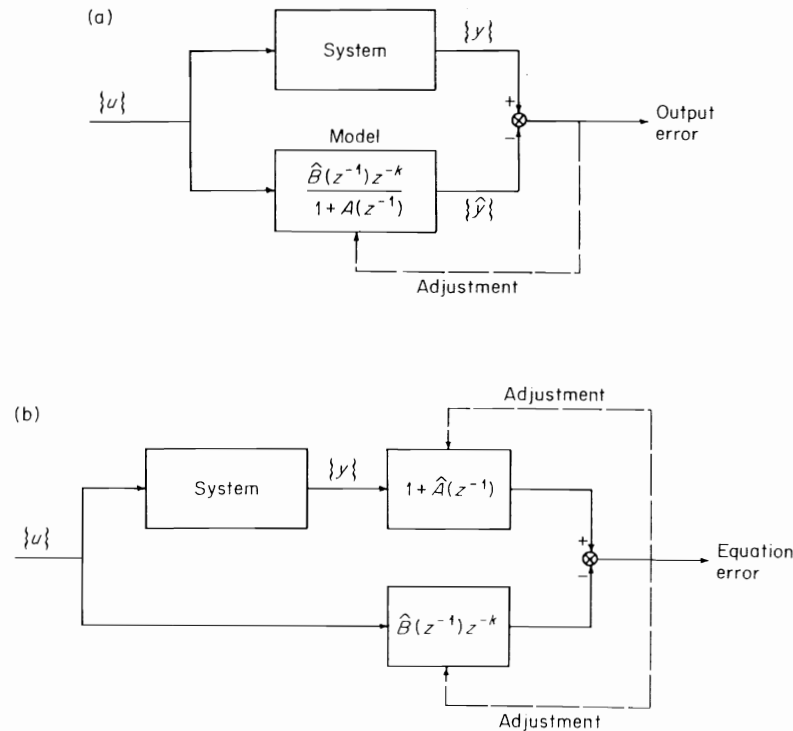 (a)
{y}
System
{u}
+
Output
error
−
Model
B̂(z⁻¹)z⁻ᵏ
1 + A(z⁻¹)
{ŷ}
Adjustment
(b)
Adjustment
{y}
System
1 + Â(z⁻¹)
{u}
+
Equation
error
−
B̂(z⁻¹)z⁻ᵏ
Adjustment